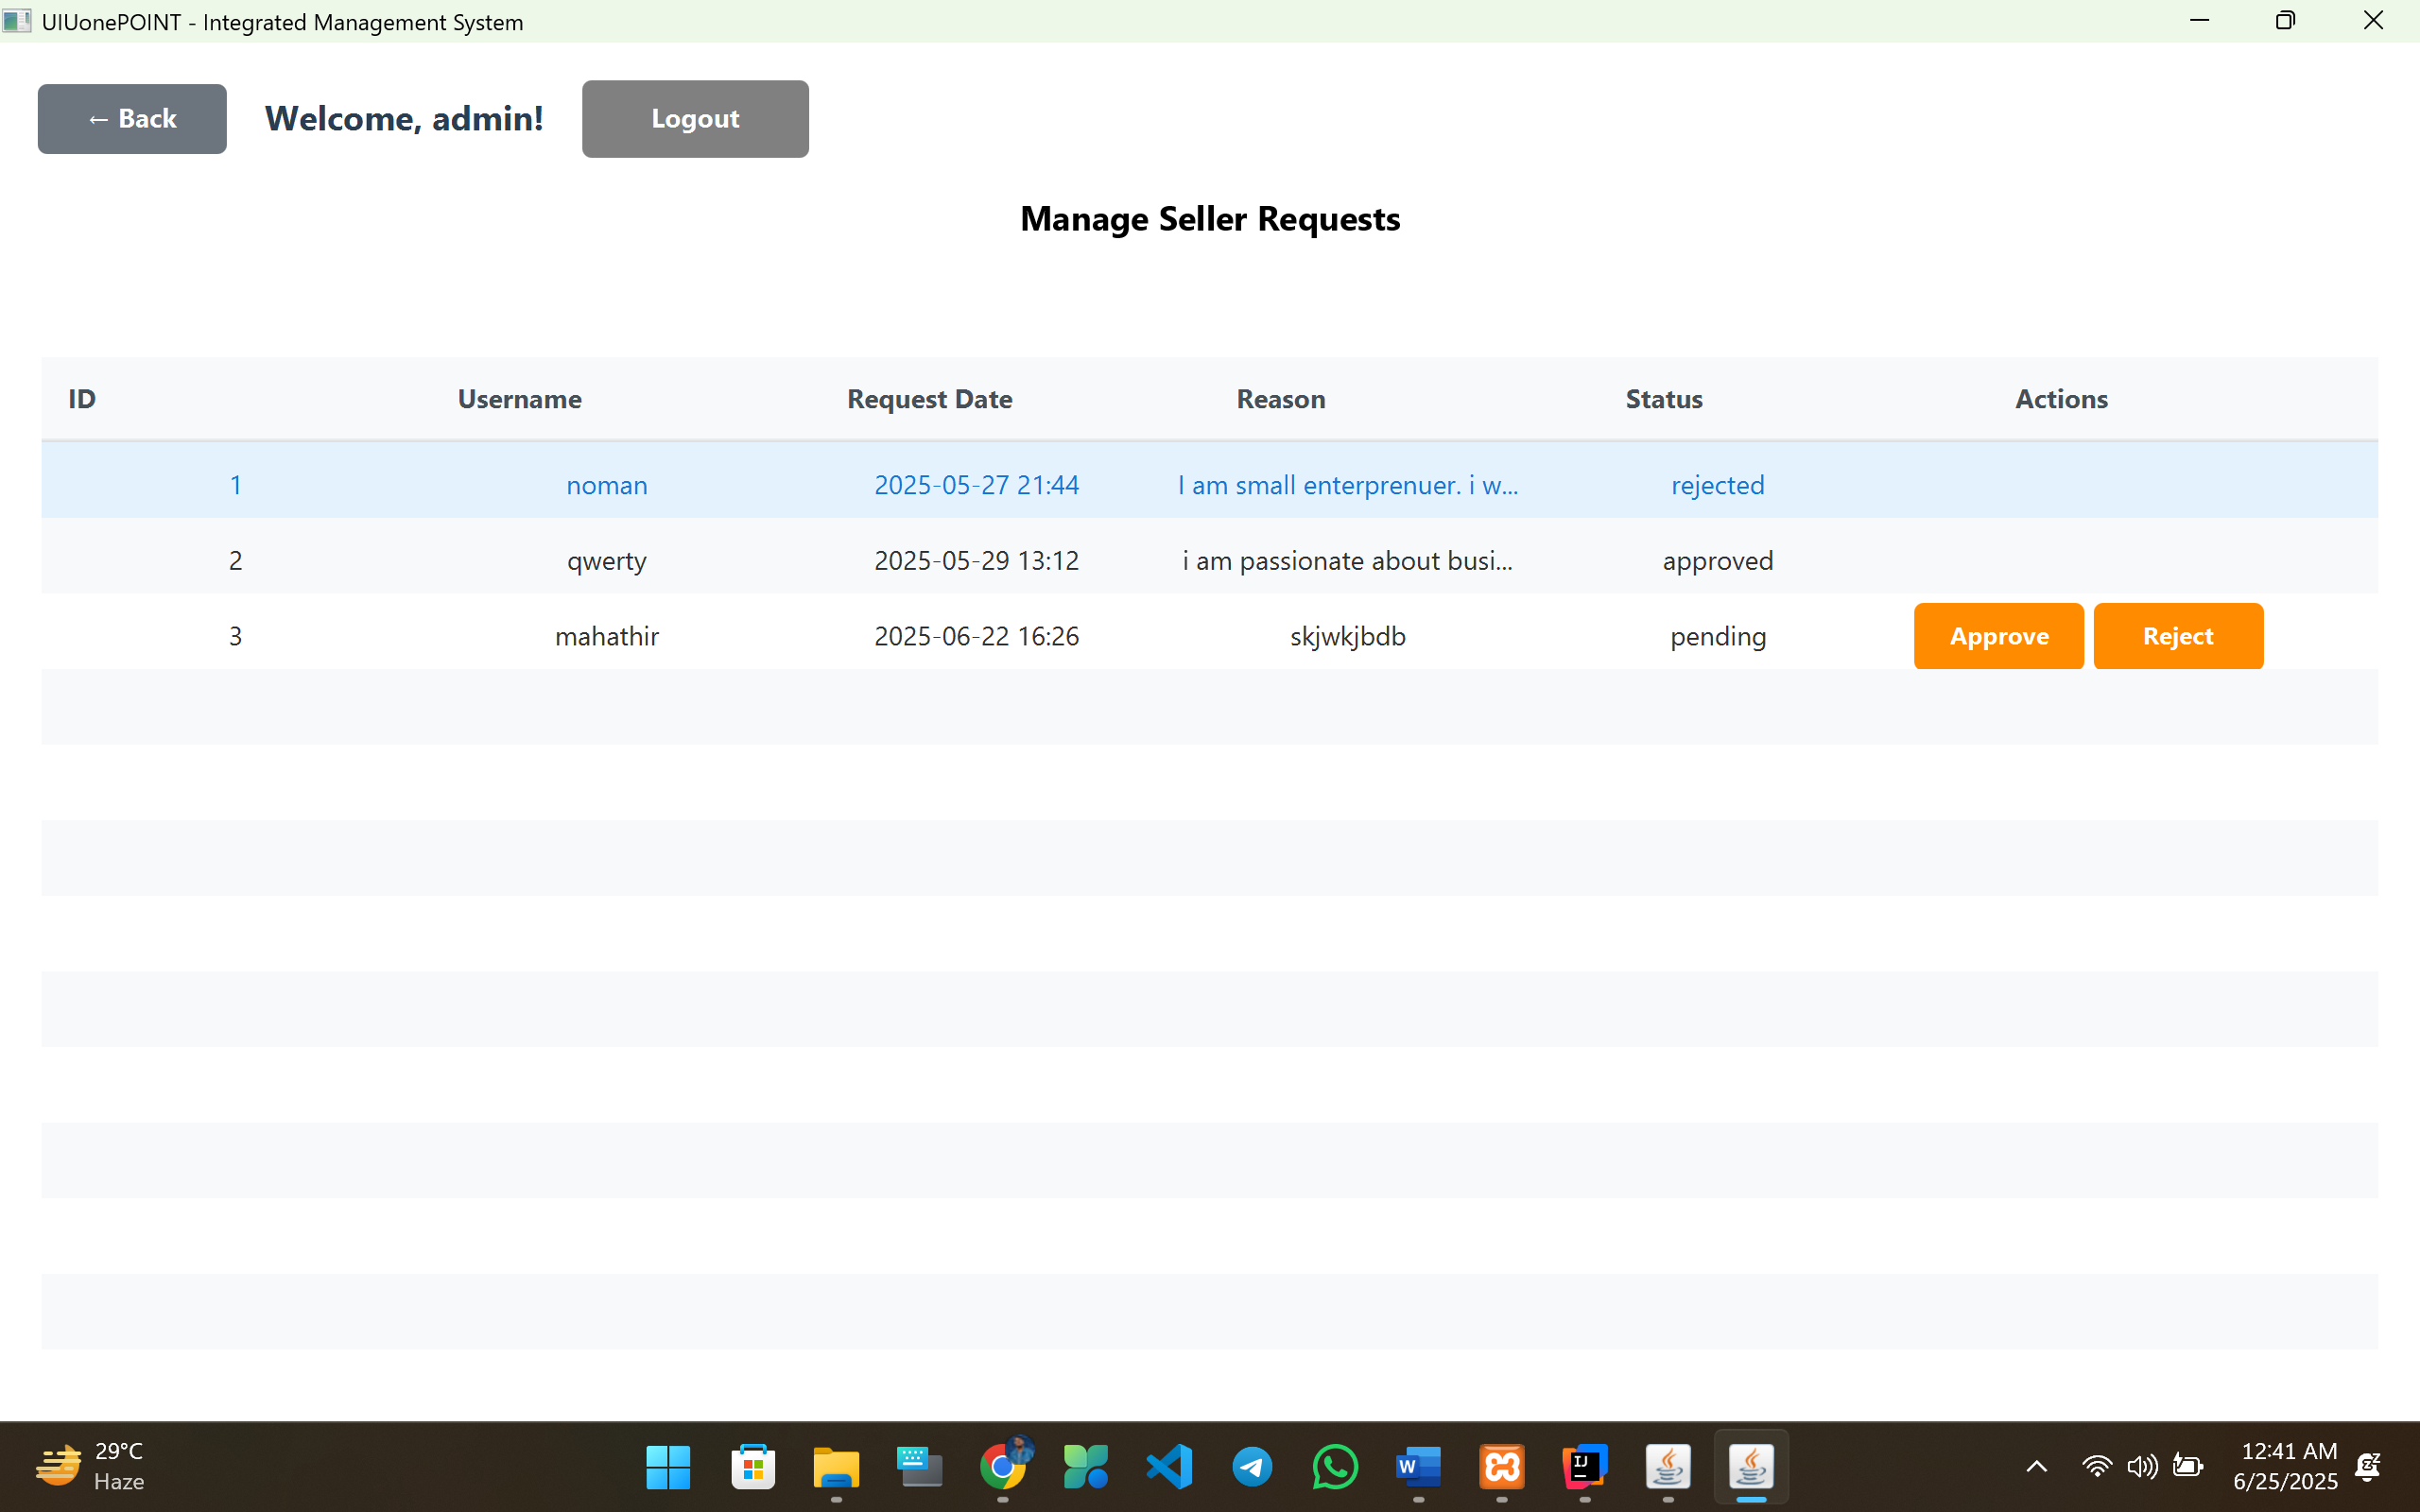 UIUonePOINT - Integrated Management System
← Back
Welcome, admin!
Logout
Manage Seller Requests
ID Username Request Date Reason Status Actions
1 noman 2025-05-27 21:44 I am small enterprenuer. i w... rejected
2 qwerty 2025-05-29 13:12 i am passionate about busi... approved
3 mahathir 2025-06-22 16:26 skjwkjbdb pending Approve Reject
29°C
Haze
W
IJ
12:41 AM
6/25/2025